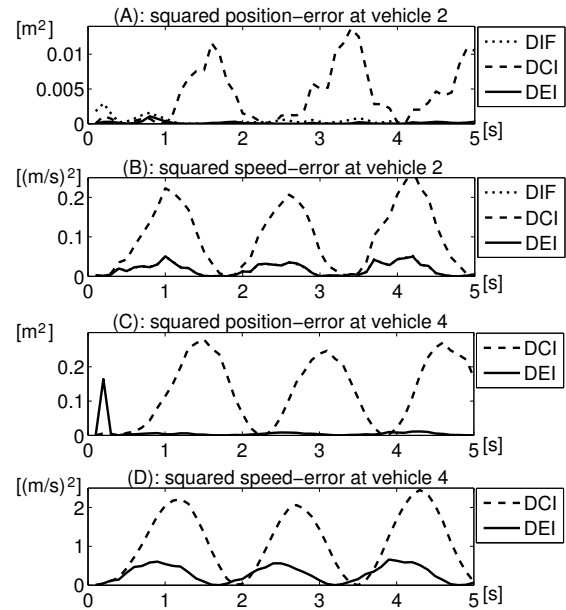 (A): squared position−error at vehicle 2
[m²]
0.01
0.005
0
0 1 2 3 4 5
[s]
DIF
DCI
DEI
(B): squared speed−error at vehicle 2
[(m/s)²]
0.2
0.1
0
0 1 2 3 4 5
[s]
DIF
DCI
DEI
(C): squared position−error at vehicle 4
[m²]
0.2
0.1
0
0 1 2 3 4 5
[s]
DCI
DEI
(D): squared speed−error at vehicle 4
[(m/s)²]
2
1
0
0 1 2 3 4 5
[s]
DCI
DEI